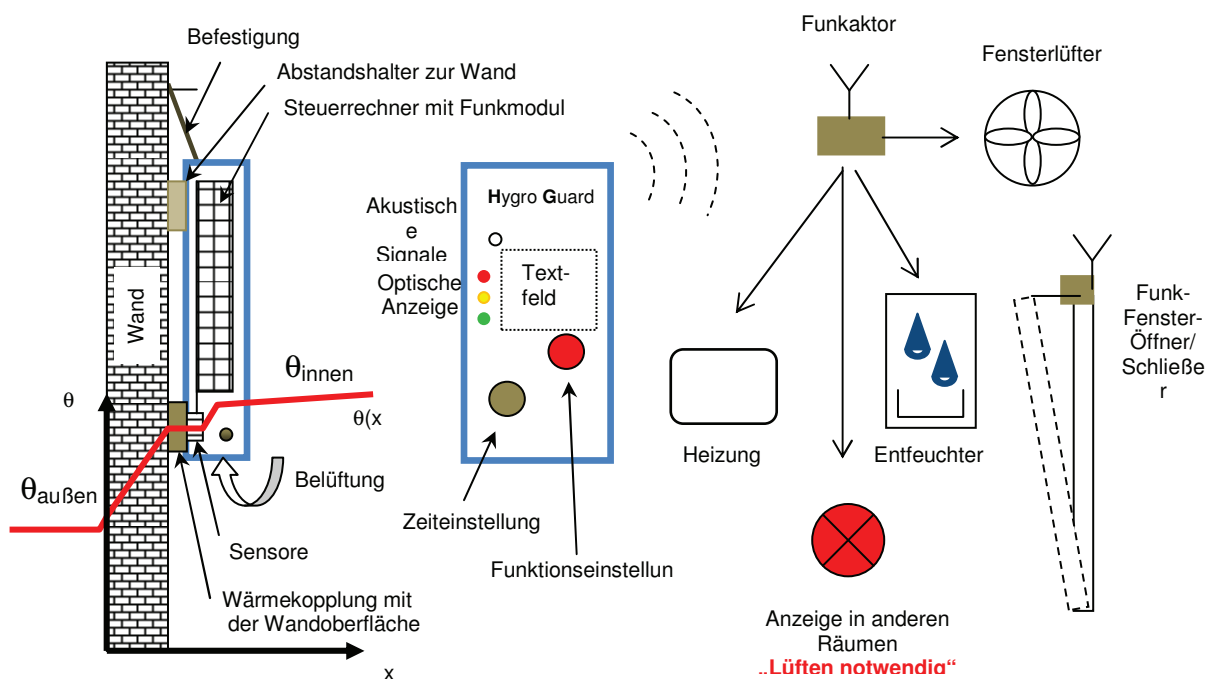 Befestigung
Abstandshalter zur Wand
Steuerrechner mit Funkmodul
Wand
θ
θinnen
θ(x
θaußen
Belüftung
Sensore
Wärmekopplung mit
der Wandoberfläche
x
Hygro Guard
Akustisch
e
Signale
Optische
Anzeige
Text-
feld
Zeiteinstellung
Funktionseinstellun
Funkaktor
Fensterlüfter
Heizung
Entfeuchter
Funk-
Fenster-
Öffner/
Schließe
r
Anzeige in anderen
Räumen
„Lüften notwendig“